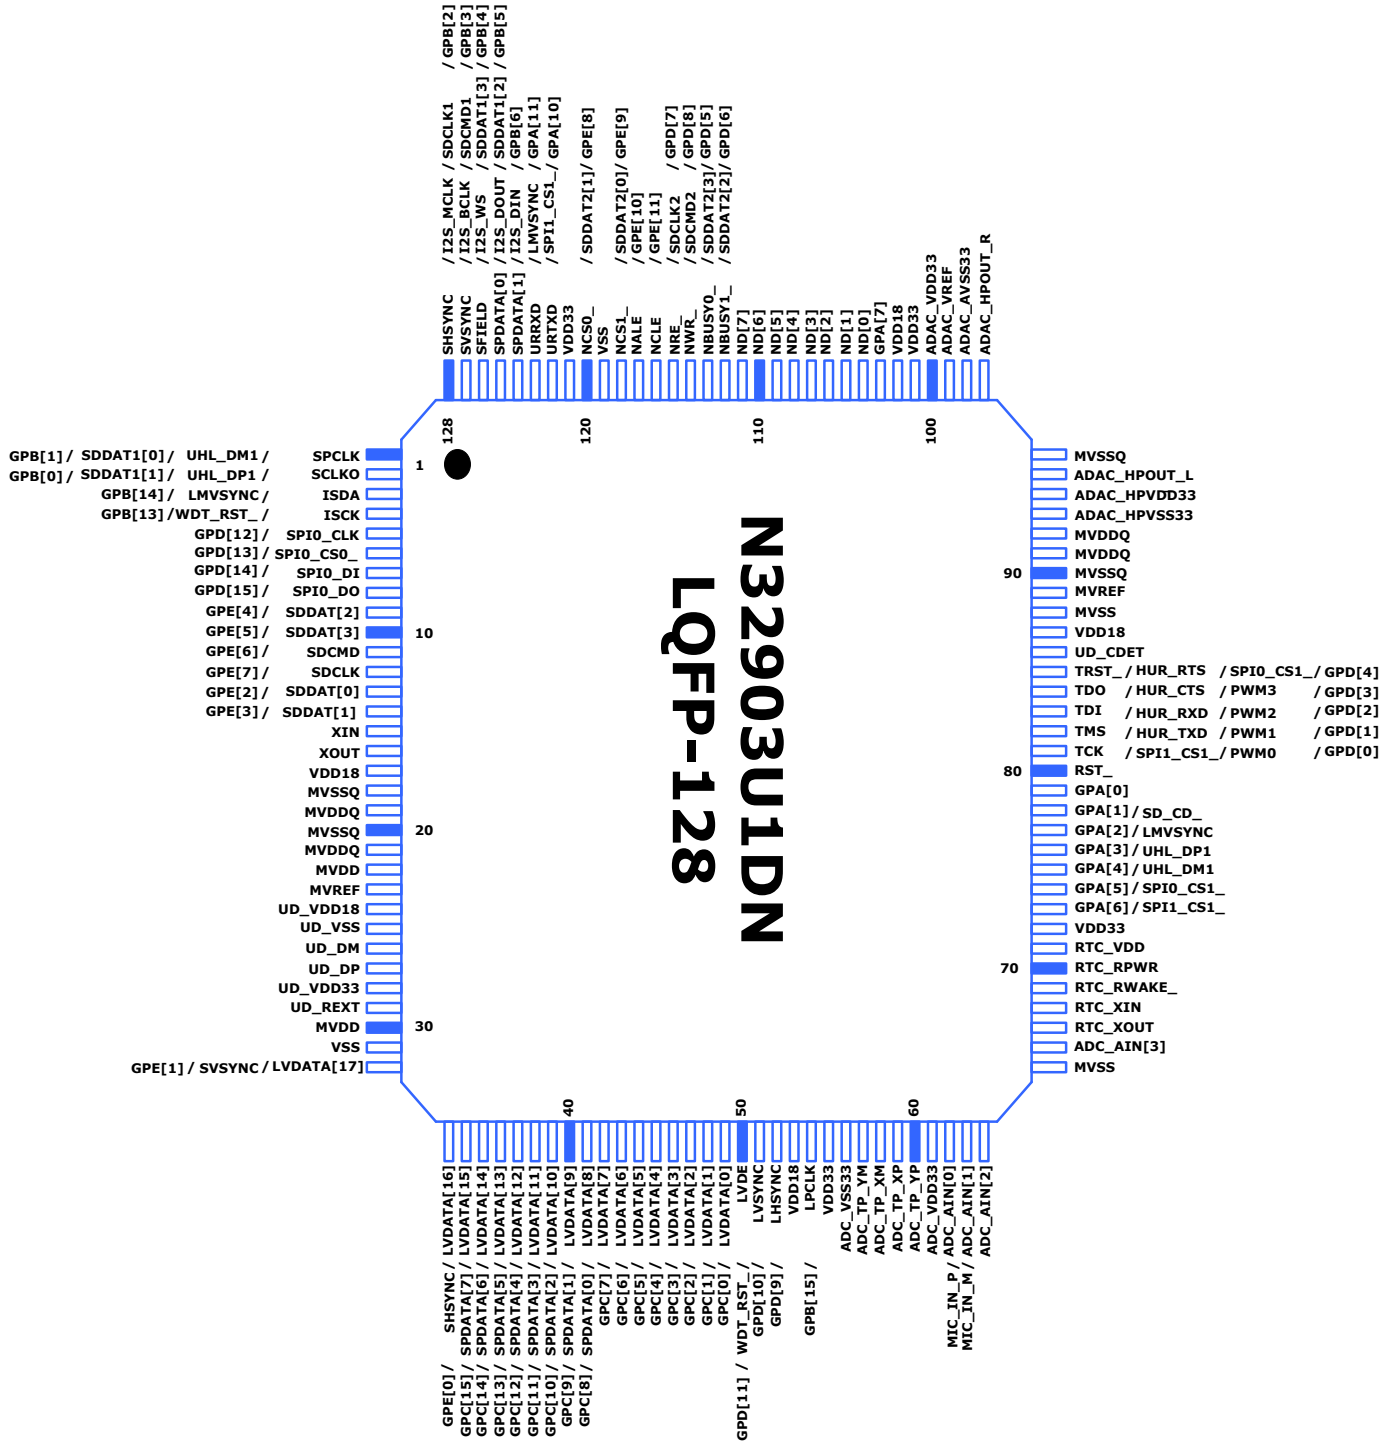 SHSYNC / I2S_MCLK / SDCLK1 / GPB[2]
SVSYNC / I2S_BCLK / SDCMD1 / GPB[3]
SFIELD / I2S_WS / SDDAT1[3] / GPB[4]
SPDATA[0] / I2S_DOUT / SDDAT1[2] / GPB[5]
SPDATA[1] / I2S_DIN / GPB[6]
URRXD / LMVSYNC / GPA[11]
URTXD / SPI1_CS1_ / GPA[10]
VDD33
NCS0_ / SDDAT2[1] / GPE[8]
VSS
NCS1_ / SDDAT2[0] / GPE[9]
NALE / GPE[10]
NCLE / GPE[11]
NRE_ / SDCLK2 / GPD[7]
NWR_ / SDCMD2 / GPD[8]
NBUSY0_ / SDDAT2[3] / GPD[5]
NBUSY1_ / SDDAT2[2] / GPD[6]
ND[7]
ND[6]
ND[5]
ND[4]
ND[3]
ND[2]
ND[1]
ND[0]
GPA[7]
VDD18
VDD33
ADAC_VDD33
ADAC_VREF
ADAC_AVSS33
ADAC_HPOUT_R
128
120
110
100
GPB[1] / SDDAT1[0] / UHL_DM1 / SPCLK
1
GPB[0] / SDDAT1[1] / UHL_DP1 / SCLKO
GPB[14] / LMVSYNC / ISDA
GPB[13] /WDT_RST_ / ISCK
GPD[12] / SPI0_CLK
GPD[13] / SPI0_CS0_
GPD[14] / SPI0_DI
GPD[15] / SPI0_DO
GPE[4] / SDDAT[2]
GPE[5] / SDDAT[3]
10
GPE[6] / SDCMD
GPE[7] / SDCLK
GPE[2] / SDDAT[0]
GPE[3] / SDDAT[1]
XIN
XOUT
VDD18
MVSSQ
MVDDQ
MVSSQ
20
MVDDQ
MVDD
MVREF
UD_VDD18
UD_VSS
UD_DM
UD_DP
UD_VDD33
UD_REXT
MVDD
30
VSS
GPE[1] / SVSYNC / LVDATA[17]
N32903U1DN
LQFP-128
MVSSQ
ADAC_HPOUT_L
ADAC_HPVDD33
ADAC_HPVSS33
MVDDQ
MVDDQ
90
MVSSQ
MVREF
MVSS
VDD18
UD_CDET
TRST_ / HUR_RTS / SPI0_CS1_ / GPD[4]
TDO / HUR_CTS / PWM3 / GPD[3]
TDI / HUR_RXD / PWM2 / GPD[2]
TMS / HUR_TXD / PWM1 / GPD[1]
TCK / SPI1_CS1_ / PWM0 / GPD[0]
80
RST_
GPA[0]
GPA[1] / SD_CD_
GPA[2] / LMVSYNC
GPA[3] / UHL_DP1
GPA[4] / UHL_DM1
GPA[5] / SPI0_CS1_
GPA[6] / SPI1_CS1_
VDD33
RTC_VDD
70
RTC_RPWR
RTC_RWAKE_
RTC_XIN
RTC_XOUT
ADC_AIN[3]
MVSS
40
50
60
GPE[0] / SHSYNC / LVDATA[16]
GPC[15] / SPDATA[7] / LVDATA[15]
GPC[14] / SPDATA[6] / LVDATA[14]
GPC[13] / SPDATA[5] / LVDATA[13]
GPC[12] / SPDATA[4] / LVDATA[12]
GPC[11] / SPDATA[3] / LVDATA[11]
GPC[10] / SPDATA[2] / LVDATA[10]
GPC[9] / SPDATA[1] / LVDATA[9]
GPC[8] / SPDATA[0] / LVDATA[8]
GPC[7] / LVDATA[7]
GPC[6] / LVDATA[6]
GPC[5] / LVDATA[5]
GPC[4] / LVDATA[4]
GPC[3] / LVDATA[3]
GPC[2] / LVDATA[2]
GPC[1] / LVDATA[1]
GPC[0] / LVDATA[0]
GPD[11] / WDT_RST_ / LVDE
GPD[10] / LVSYNC
GPD[9] / LHSYNC
VDD18
GPB[15] / LPCLK
VDD33
ADC_VSS33
ADC_TP_YM
ADC_TP_XM
ADC_TP_XP
ADC_TP_YP
ADC_VDD33
MIC_IN_P / ADC_AIN[0]
MIC_IN_M / ADC_AIN[1]
ADC_AIN[2]